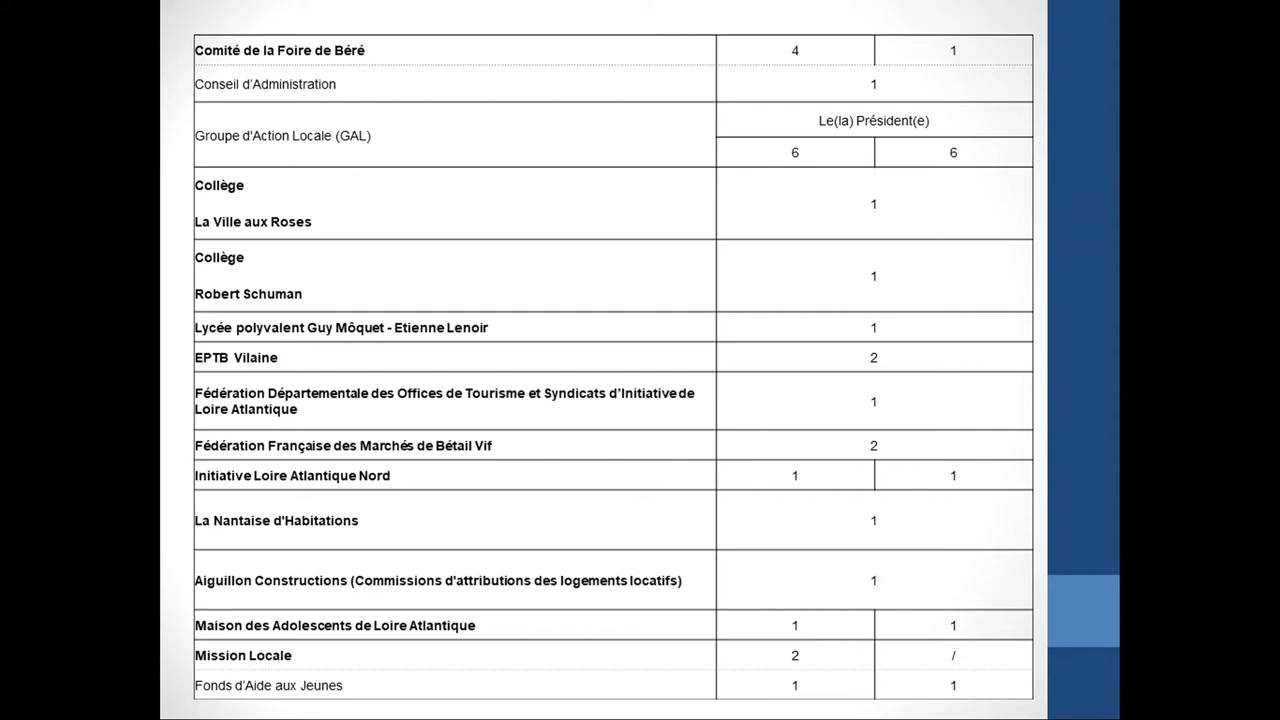 Comité de la Foire de Béré 4 1
Conseil d'Administration 1
Le(la) Président(e)
Groupe d'Action Locale (GAL)
6 6
Collège
La Ville aux Roses
1
Collège
Robert Schuman
1
Lycée polyvalent Guy Môquet - Etienne Lenoir 1
EPTB Vilaine 2
Fédération Départementale des Offices de Tourisme et Syndicats d'Initiative de
Loire Atlantique
1
Fédération Française des Marchés de Bétail Vif 2
Initiative Loire Atlantique Nord 1 1
La Nantaise d'Habitations 1
Aiguillon Constructions (Commissions d'attributions des logements locatifs) 1
Maison des Adolescents de Loire Atlantique 1 1
Mission Locale 2 /
Fonds d'Aide aux Jeunes 1 1